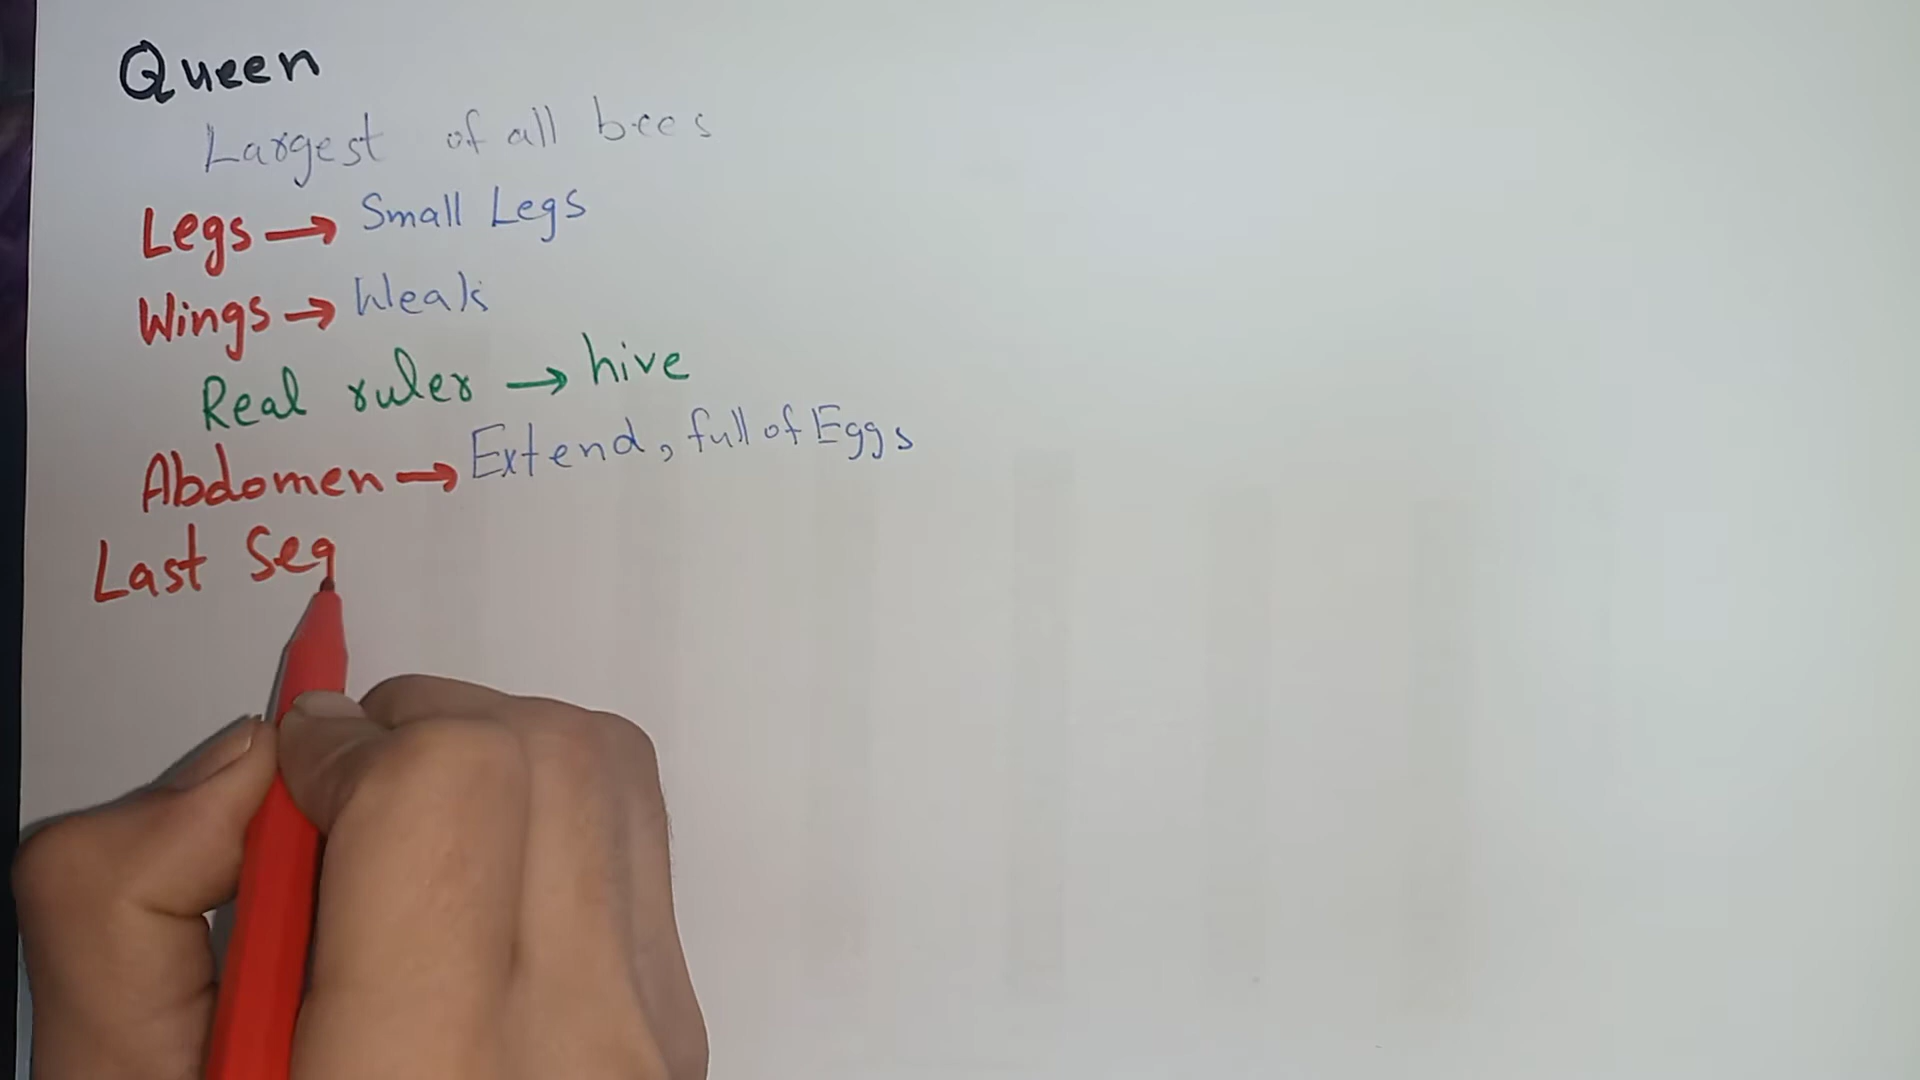 Queen
Largest of all bees
Legs → Small Legs
Wings → Weak
Real ruler → hive
Abdomen → Extend, full of Eggs
Last Seg